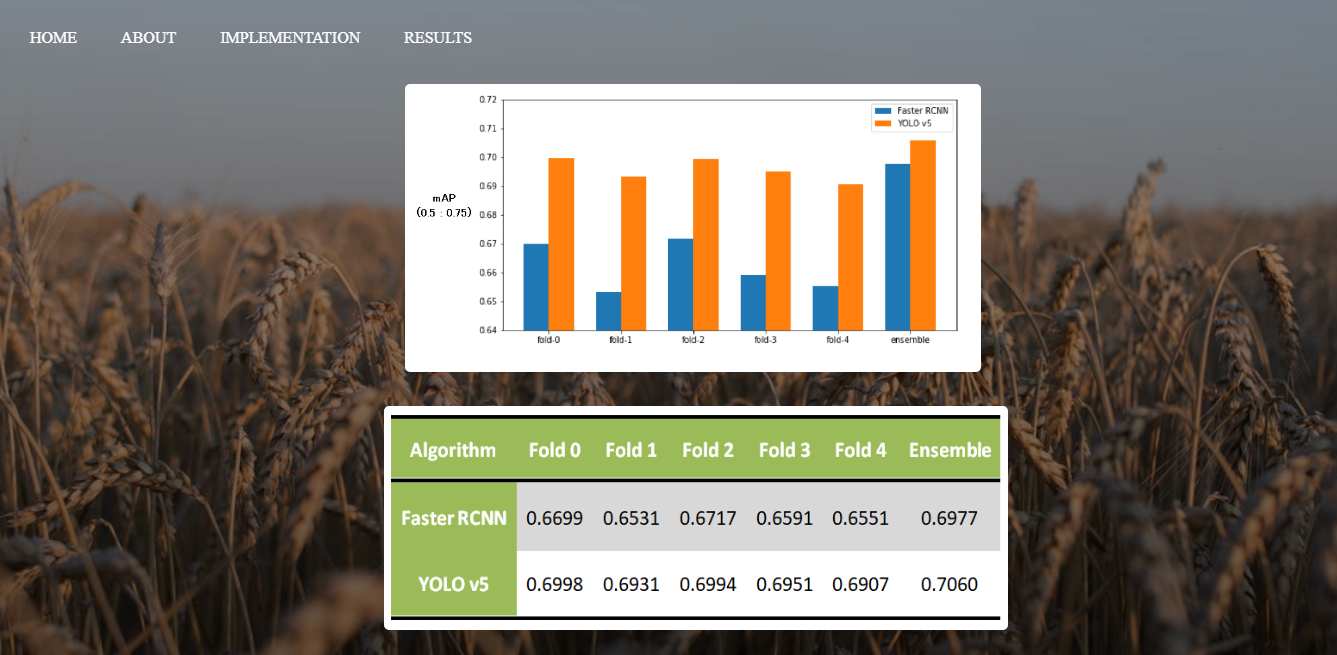 HOME ABOUT IMPLEMENTATION RESULTS
0.72
0.71
0.70
0.69
0.68
0.67
0.66
0.65
0.64
mAP
(0.5 : 0.75)
Faster RCNN
YOLO v5
fold-0 fold-1 fold-2 fold-3 fold-4 ensemble
Algorithm Fold 0 Fold 1 Fold 2 Fold 3 Fold 4 Ensemble
Faster RCNN 0.6699 0.6531 0.6717 0.6591 0.6551 0.6977
YOLO v5 0.6998 0.6931 0.6994 0.6951 0.6907 0.7060